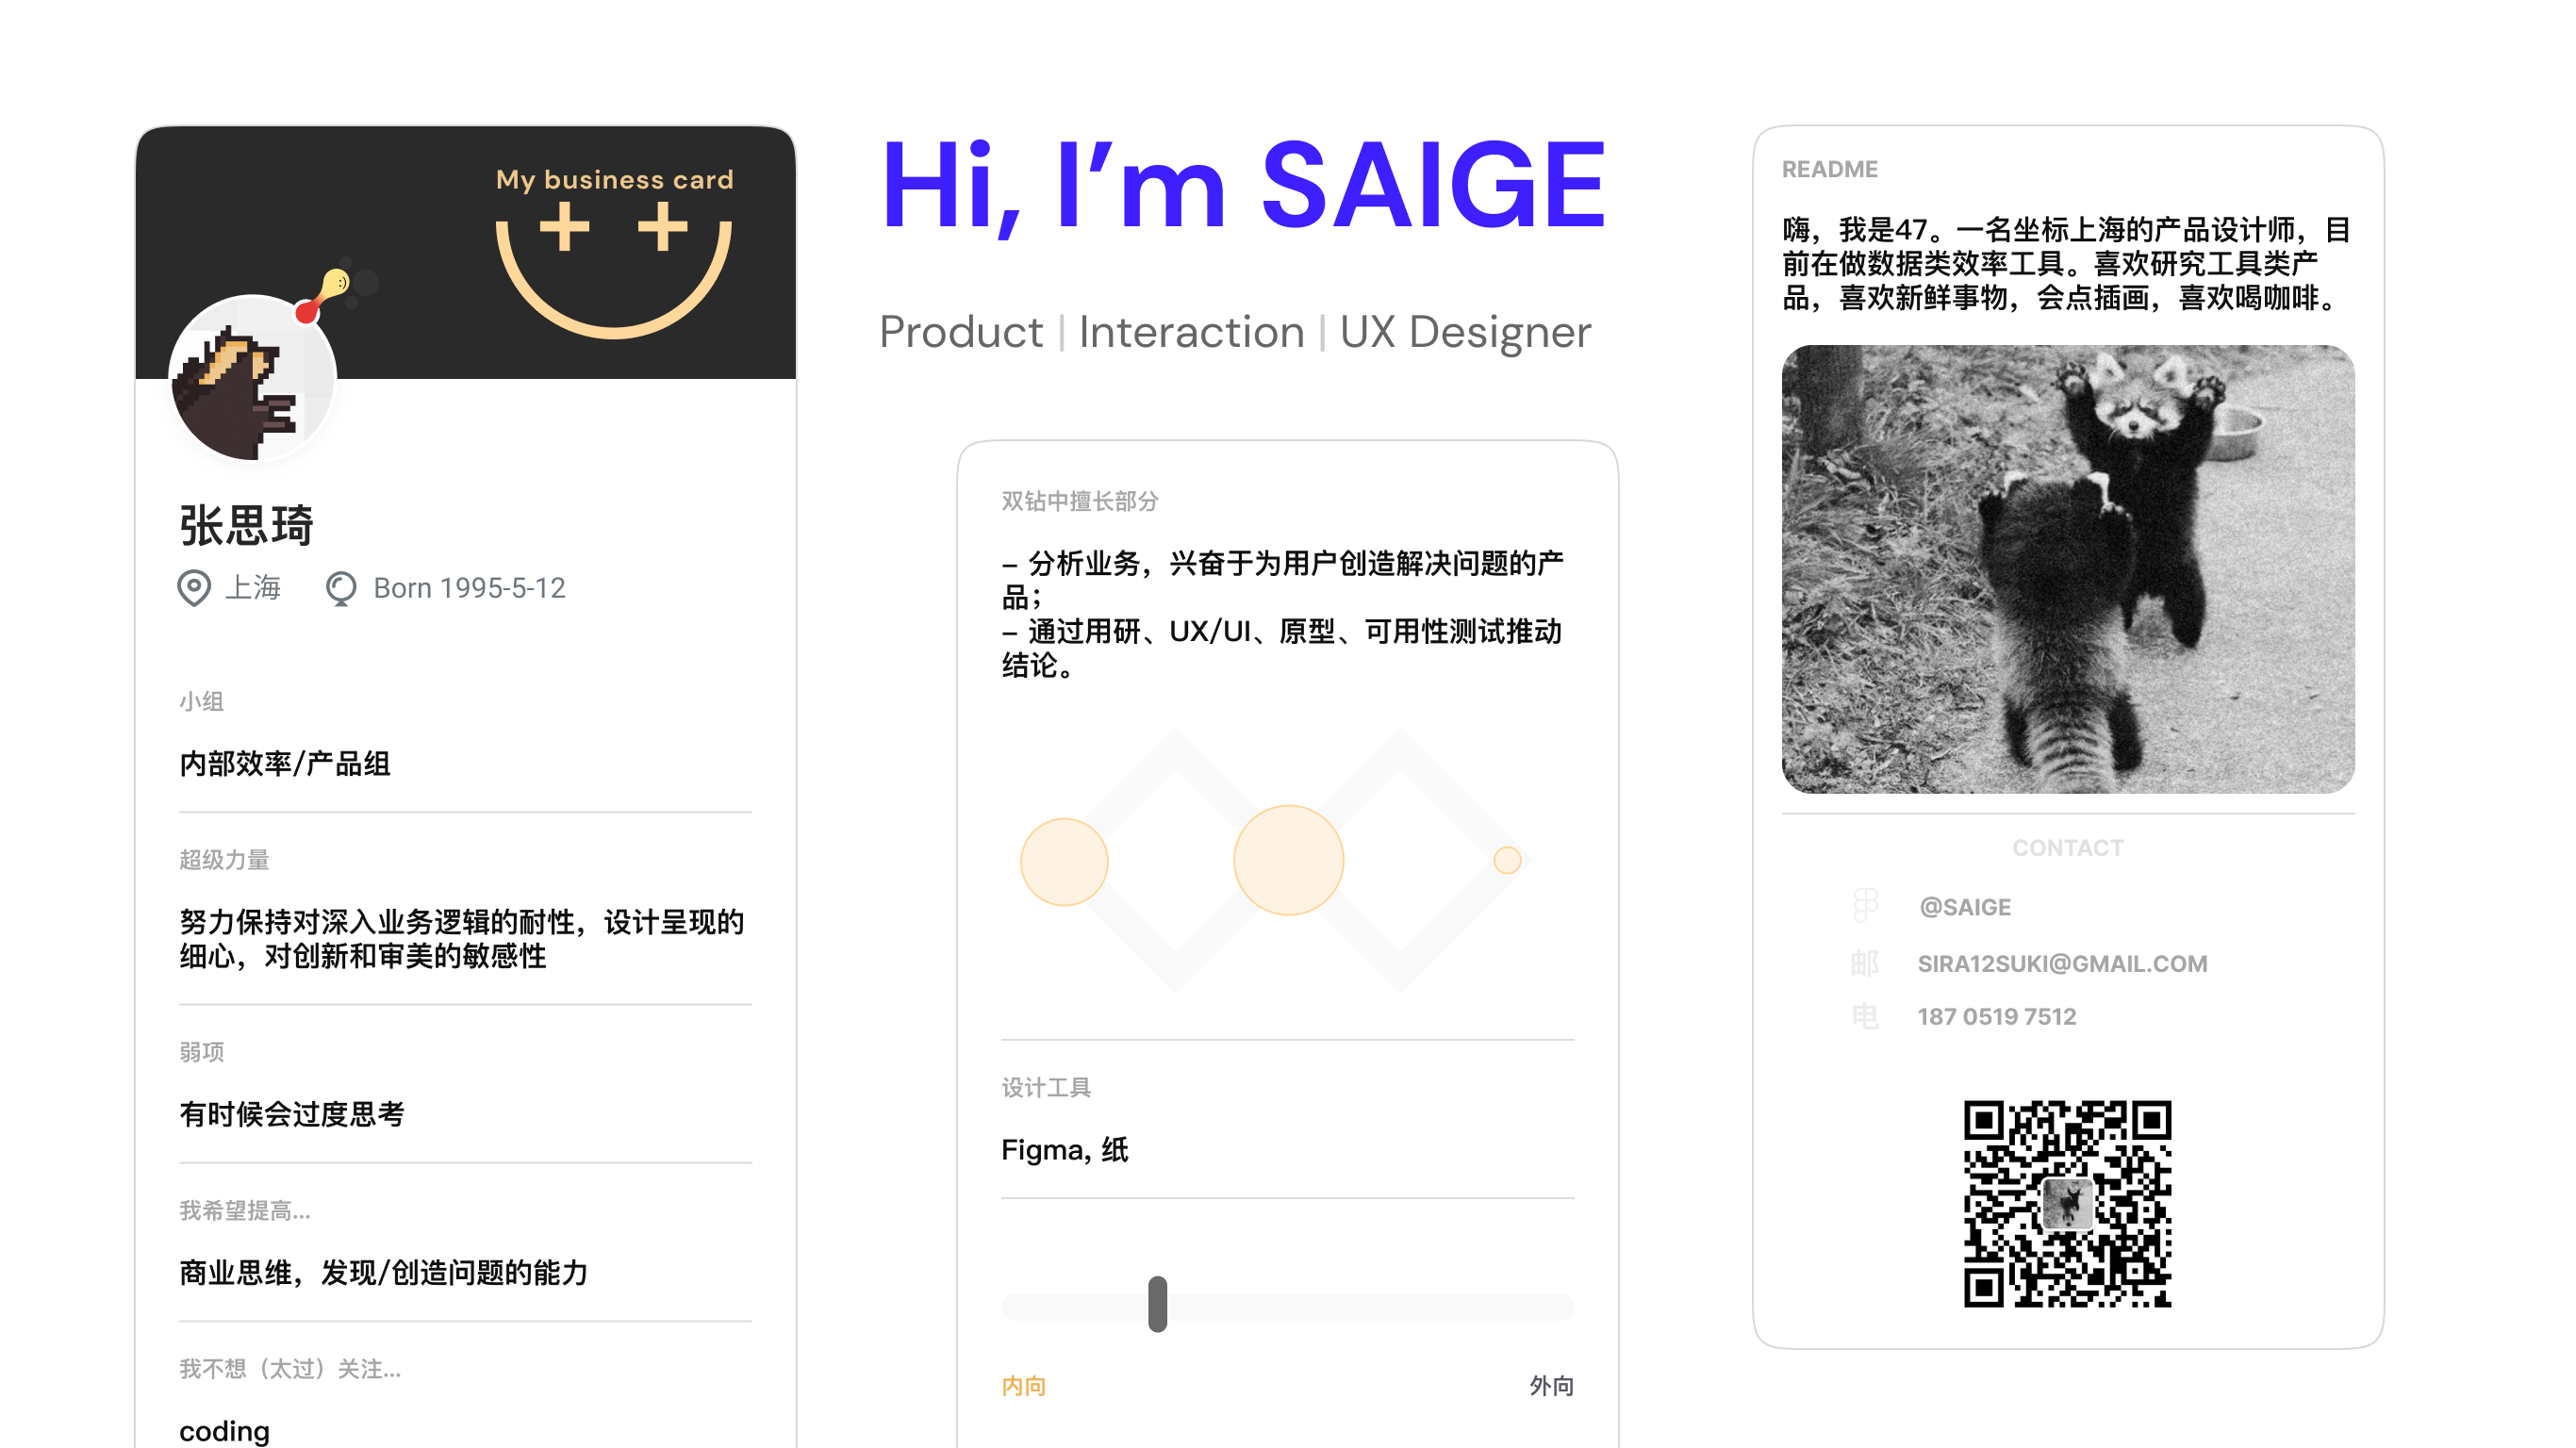 My business card
张思琦
上海
Born 1995-5-12
小组
内部效率/产品组
超级力量
努力保持对深入业务逻辑的耐性，设计呈现的
细心，对创新和审美的敏感性
弱项
有时候会过度思考
我希望提高...
商业思维，发现/创造问题的能力
我不想（太过）关注...
coding
Hi, I’m SAIGE
Product | Interaction | UX Designer
双钻中擅长部分
– 分析业务，兴奋于为用户创造解决问题的产
品；
– 通过用研、UX/UI、原型、可用性测试推动
结论。
设计工具
Figma, 纸
内向
外向
README
嗨，我是47。一名坐标上海的产品设计师，目
前在做数据类效率工具。喜欢研究工具类产
品，喜欢新鲜事物，会点插画，喜欢喝咖啡。
CONTACT
@SAIGE
邮 SIRA12SUKI@GMAIL.COM
电 187 0519 7512